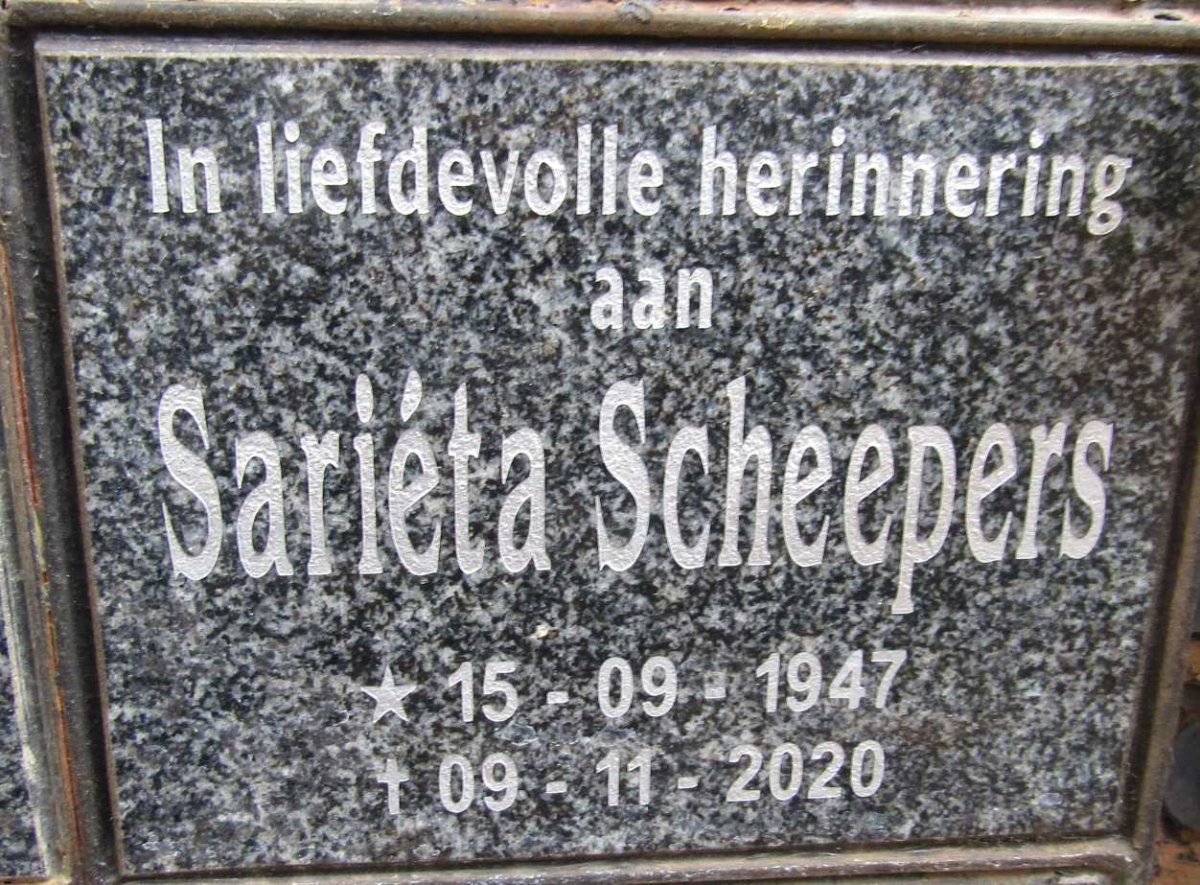 In liefdevolle herinnering
aan
Sariéta Scheepers
★ 15 - 09 - 1947
✝ 09 - 11 - 2020